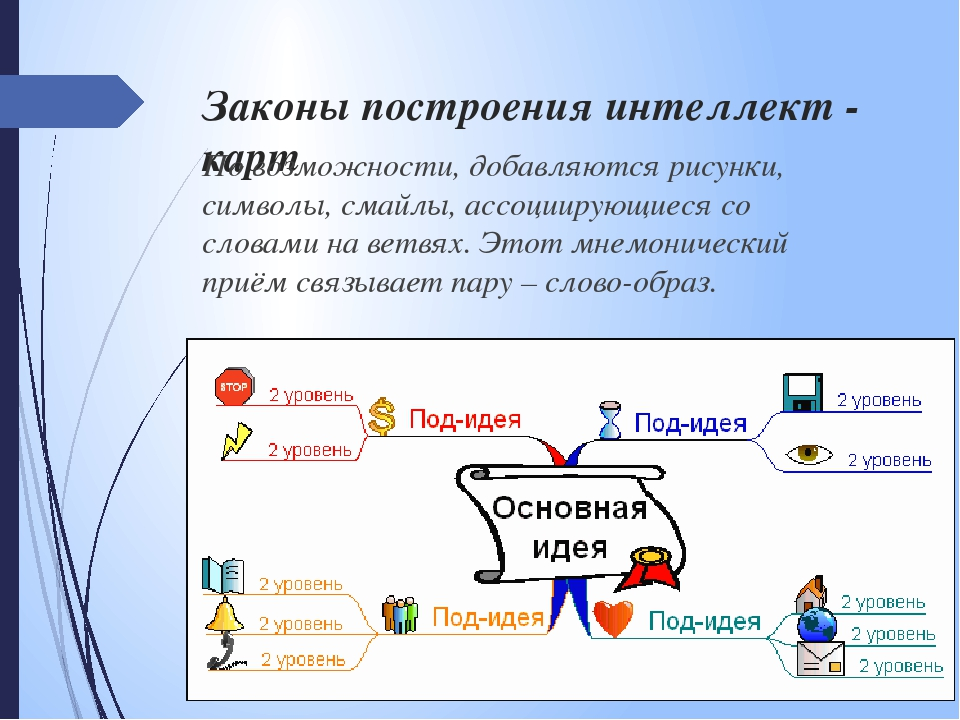 Законы построения интеллект -
карт
По возможности, добавляются рисунки,
символы, смайлы, ассоциирующиеся со
словами на ветвях. Этот мнемонический
приём связывает пару – слово-образ.
STOP
2 уровень
2 уровень
Под-идея
Под-идея
2 уровень
2 уровень
Основная
идея
2 уровень
2 уровень
2 уровень
Под-идея
Под-идея
2 уровень
2 уровень
2 уровень